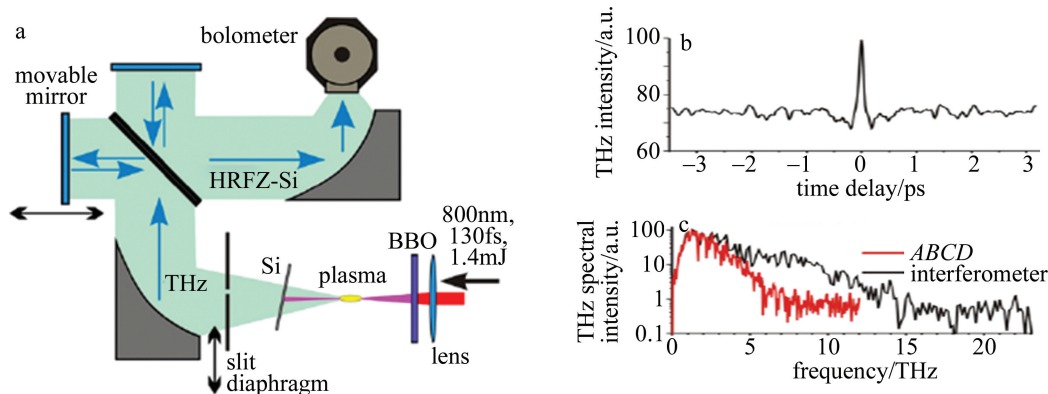 a
bolometer
movable
mirror
HRFZ-Si
800nm,
130fs,
1.4mJ
BBO
Si
plasma
THz
lens
slit
diaphragm
b
THz intensity/a.u.
100
80
60
−3 −2 −1 0 1 2 3
time delay/ps
c
THz spectral
intensity/a.u.
100
10
1
0.1
ABCD
interferometer
0 5 10 15 20
frequency/THz